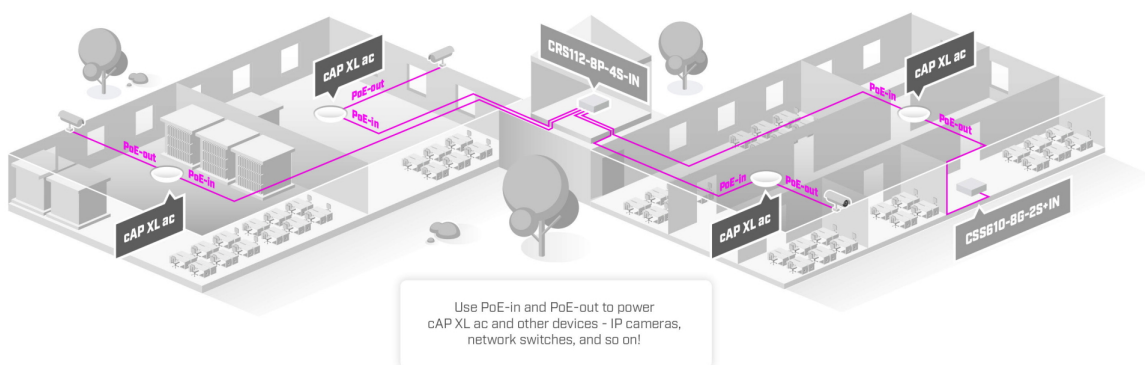 cAP XL ac
PoE-out
PoE-in
PoE-out
PoE-in
cAP XL ac
CRS112-8P-4S-IN
cAP XL ac
PoE-in
PoE-out
PoE-in
PoE-out
cAP XL ac
CSS610-8G-2S+IN
Use PoE-in and PoE-out to power
cAP XL ac and other devices - IP cameras,
network switches, and so on!